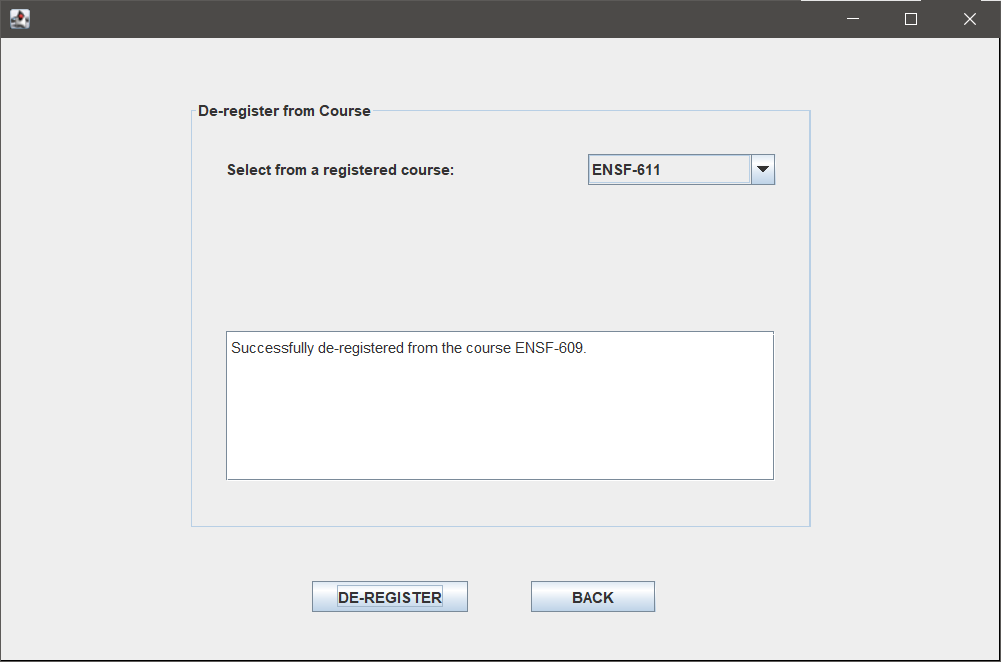 De-register from Course
Select from a registered course:
ENSF-611
Successfully de-registered from the course ENSF-609.
DE-REGISTER
BACK